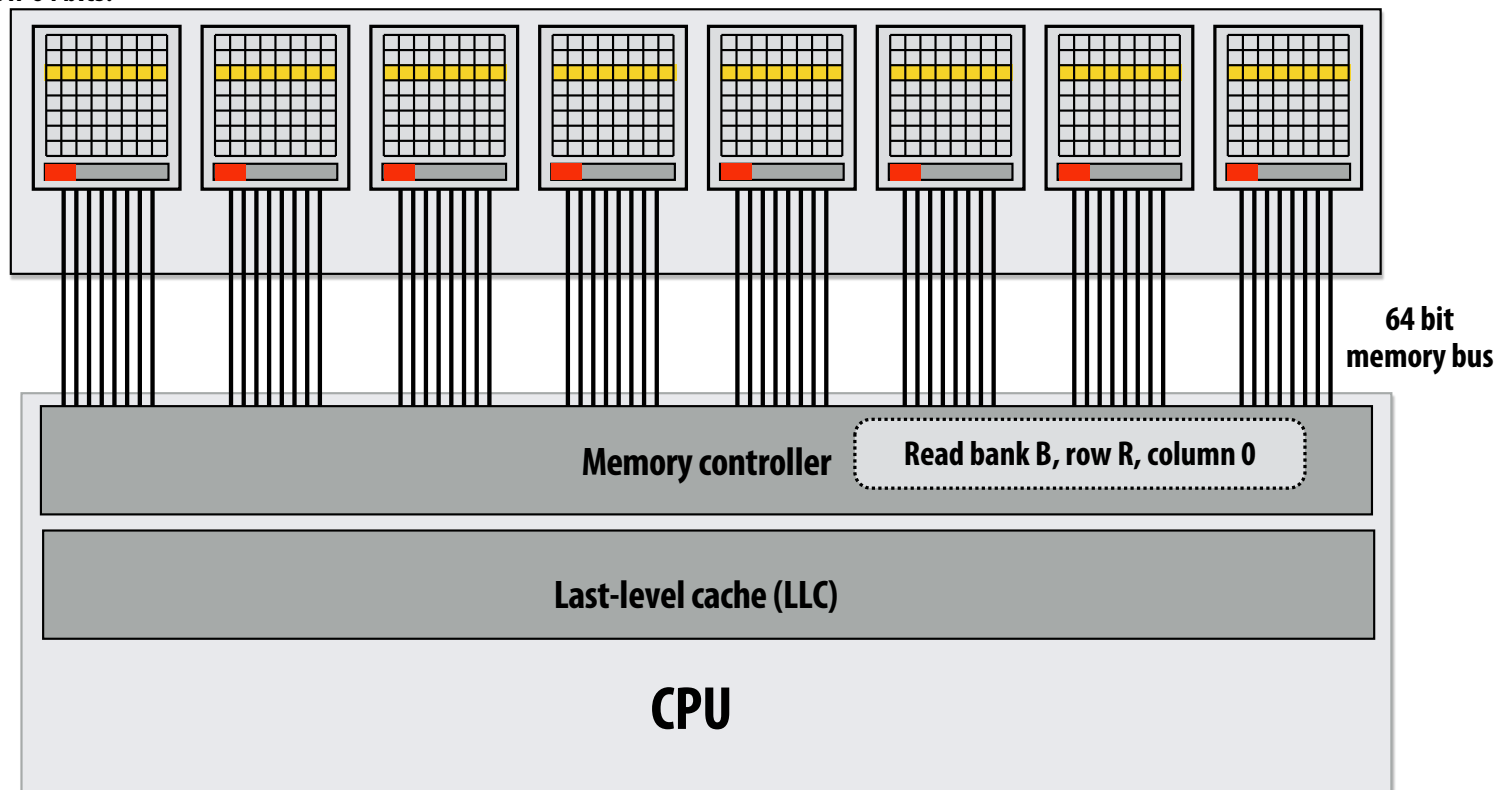 64 bit
memory bus
Memory controller
Read bank B, row R, column 0
Last-level cache (LLC)
CPU